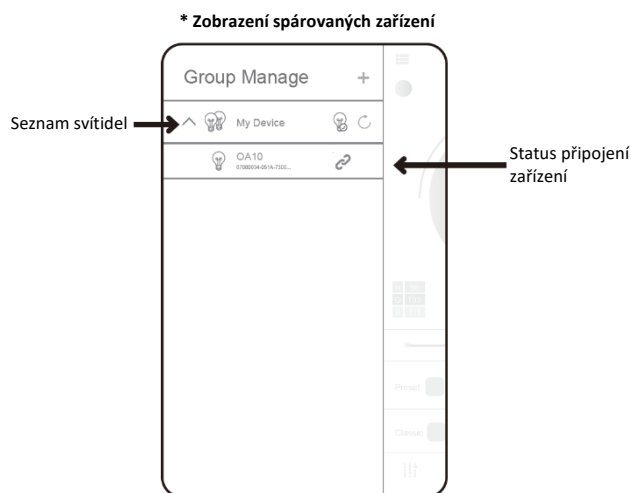 * Zobrazení spárovaných zařízení
Group Manage
Seznam svítidel
My Device
OA10
Status připojení
zařízení
Preset
Classic